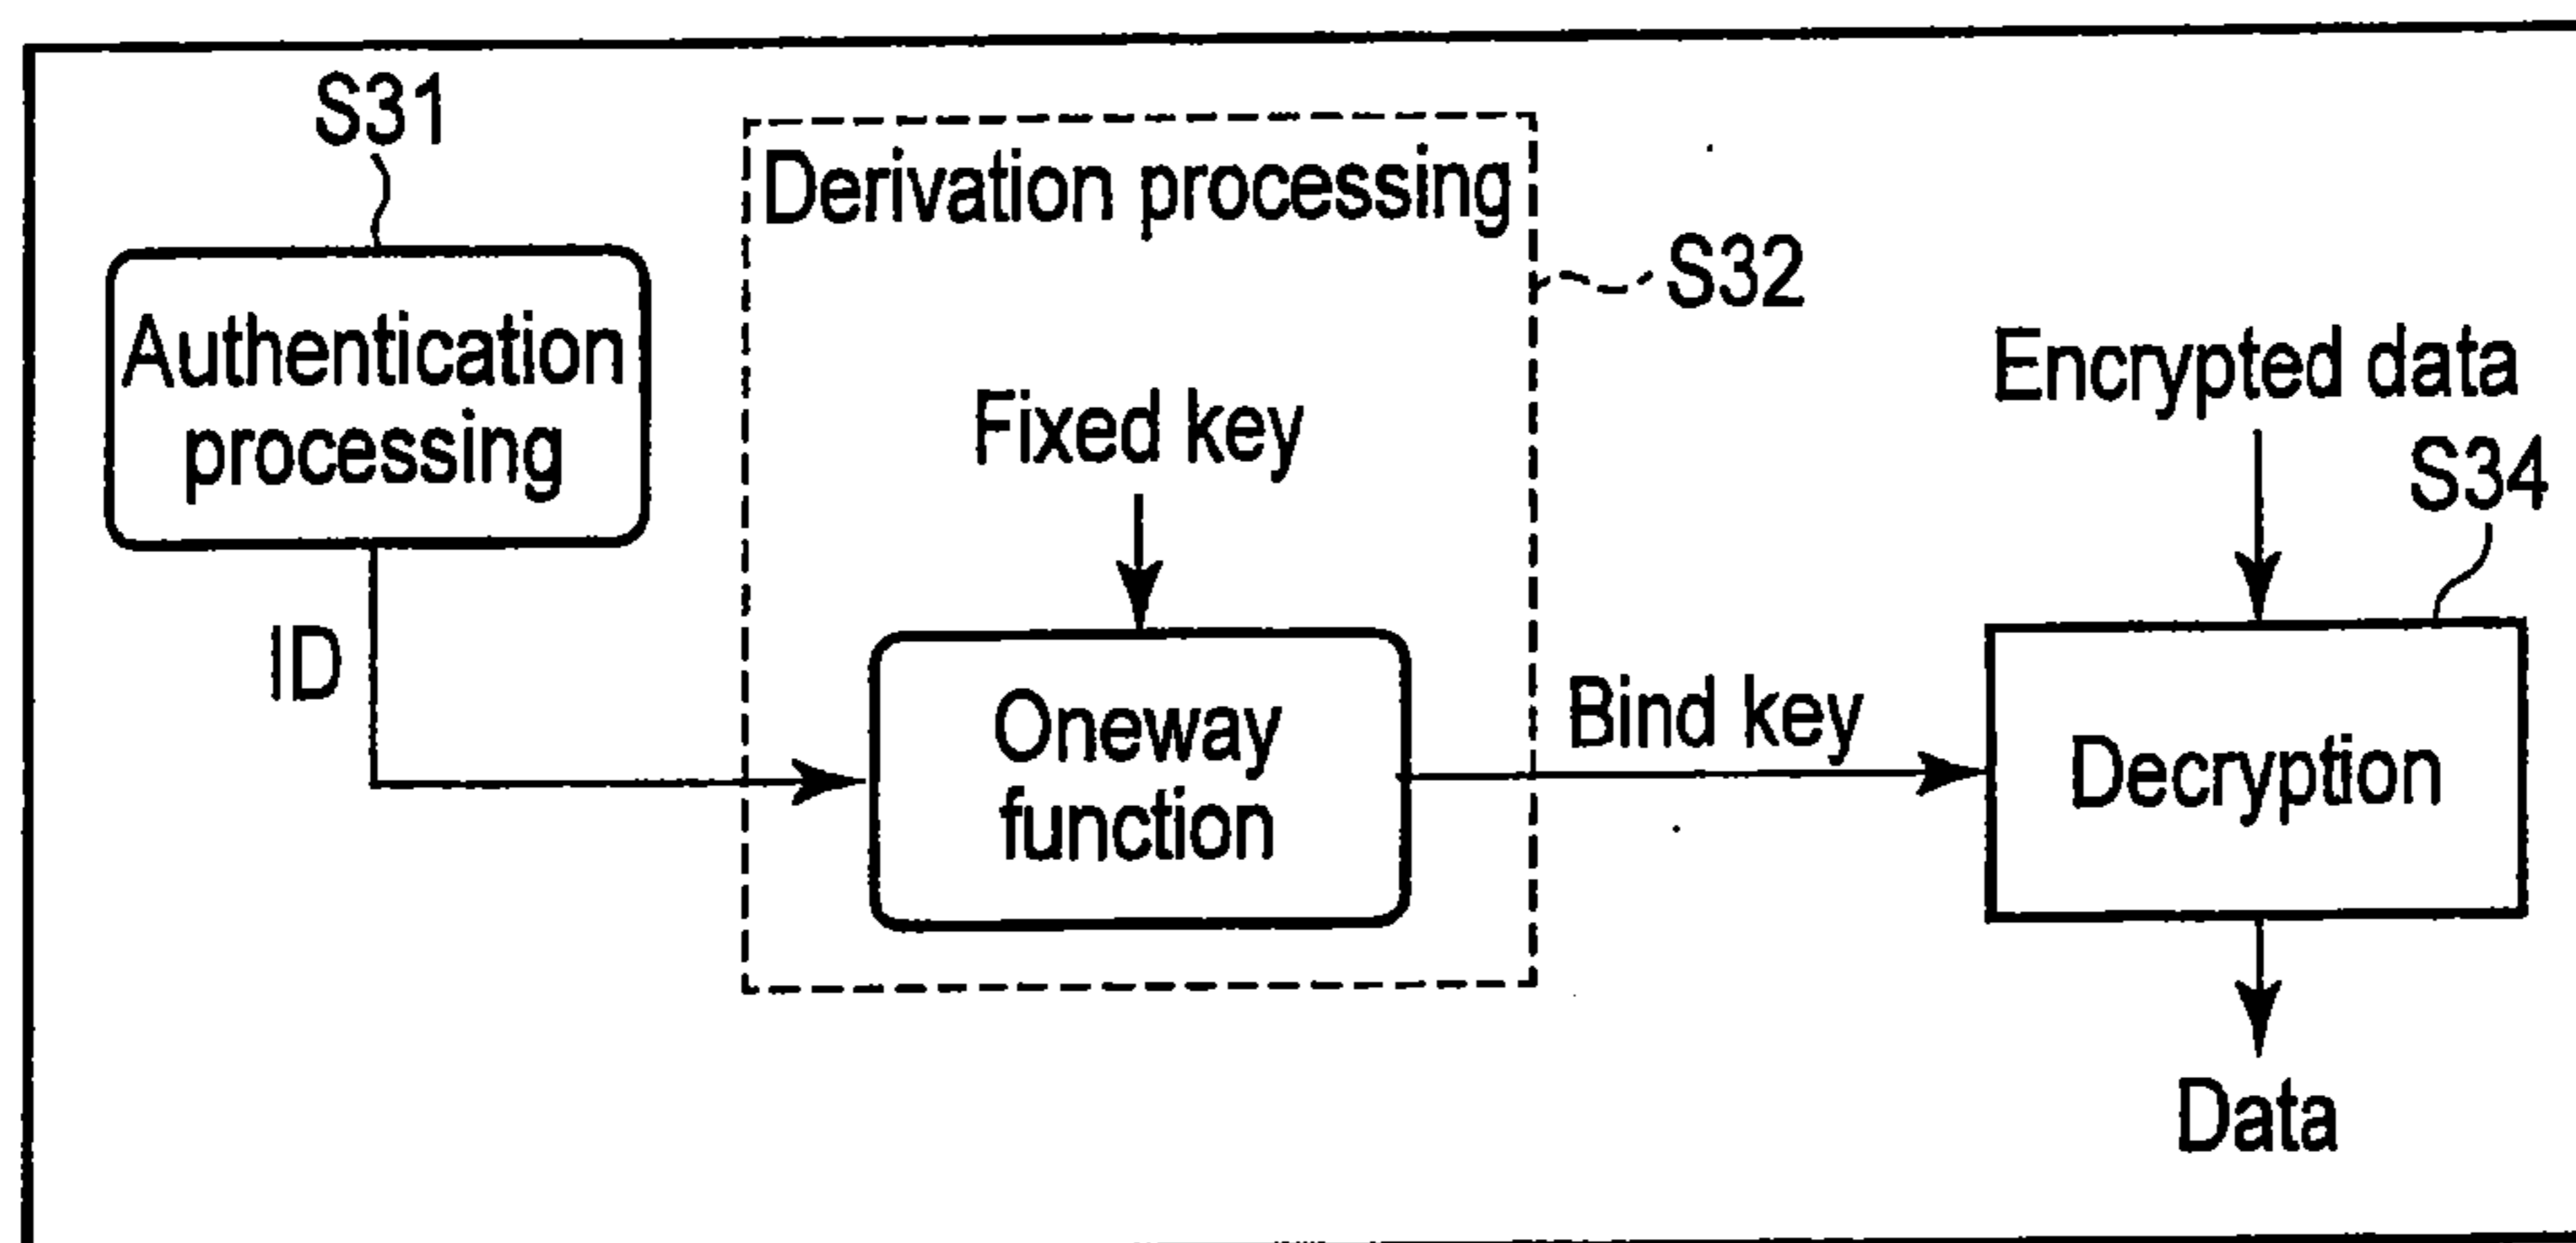 S31
Derivation processing
S32
Authentication
processing
Encrypted data
Fixed key
S34
ID
Oneway
function
Bind key
Decryption
Data